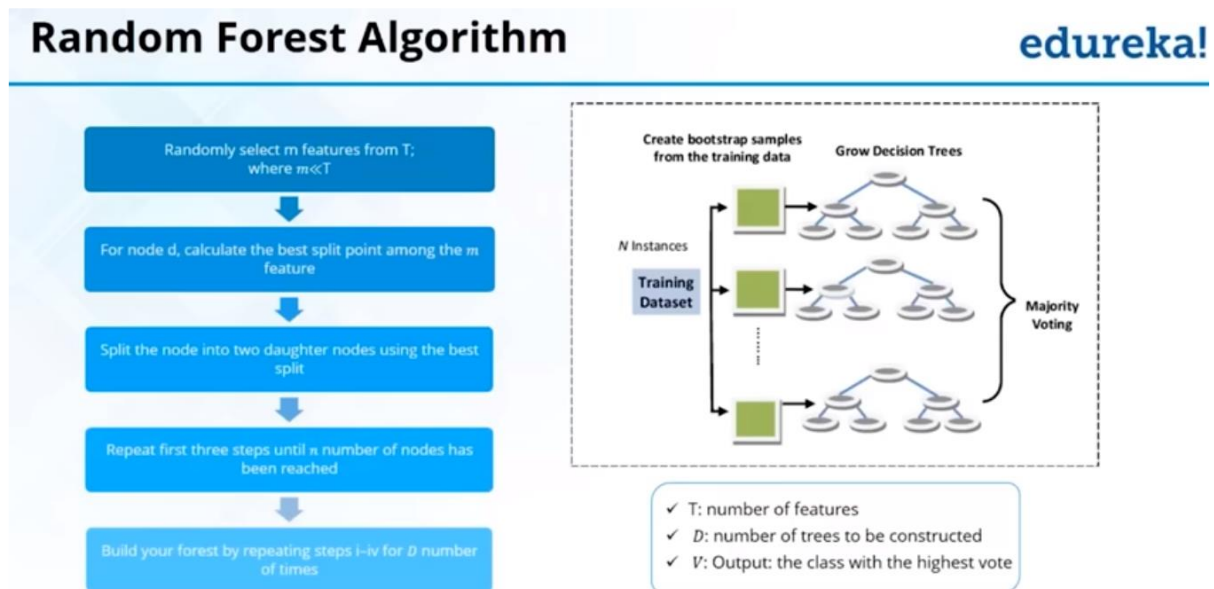 Random Forest Algorithm
edureka!
Randomly select m features from T;
where m≪T
For node d, calculate the best split point among the m
feature
Split the node into two daughter nodes using the best
split
Repeat first three steps until n number of nodes has
been reached
Build your forest by repeating steps i–iv for D number
of times
Create bootstrap samples
from the training data
Grow Decision Trees
N Instances
Training
Dataset
Majority
Voting
✓ T: number of features
✓ D: number of trees to be constructed
✓ V: Output: the class with the highest vote